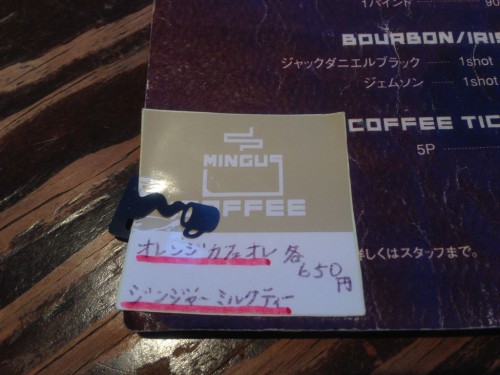 1パイント
BOURBON/IRIS
ジャックダニエルブラック 1shot
ジェムソン 1shot
COFFEE TIC
5P
詳しくはスタッフまで。
MINGUS
COFFEE
オレンジカフェオレ 各
650円
ジンジャーミルクティー